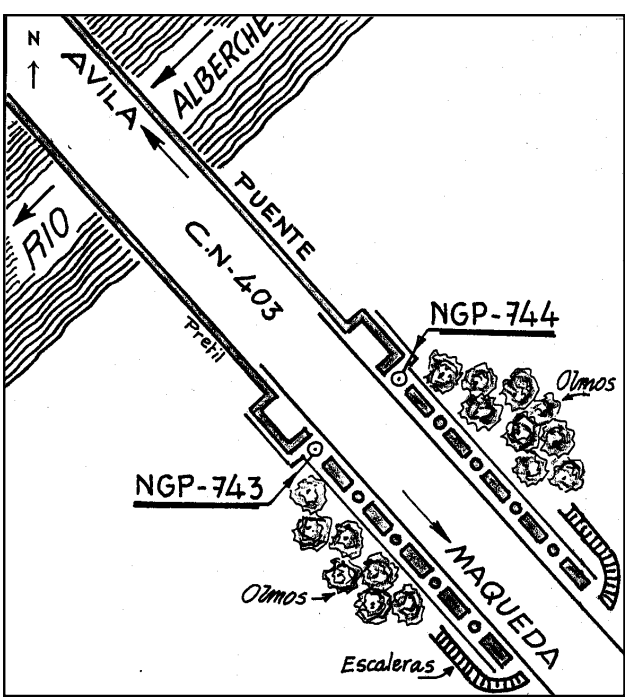 N
AVILA
ALBERCHE
RIO
PUENTE
C.N-403
Pretil
NGP-744
Olmos
NGP-743
MAQUEDA
Olmos
Escaleras